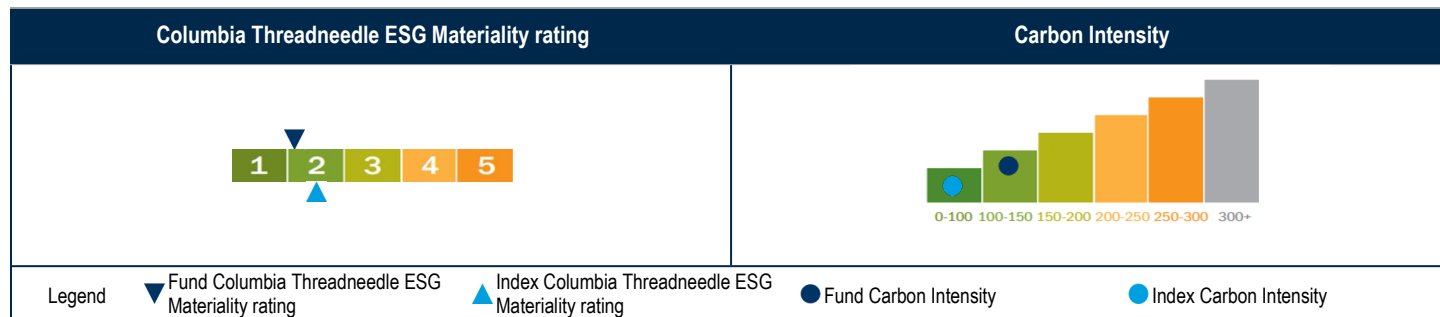 Columbia Threadneedle ESG Materiality rating
Carbon Intensity
1 2 3 4 5
0-100 100-150 150-200 200-250 250-300 300+
Legend
Fund Columbia Threadneedle ESG
Materiality rating
Index Columbia Threadneedle ESG
Materiality rating
Fund Carbon Intensity
Index Carbon Intensity